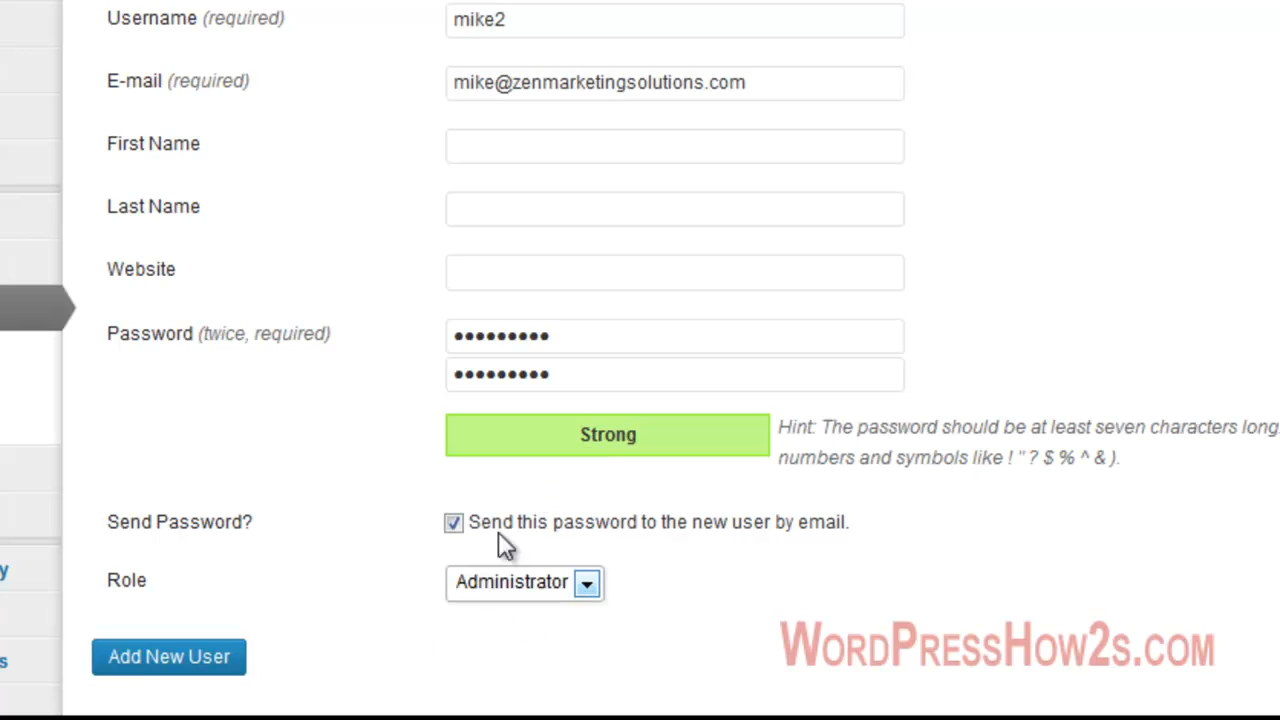 Username (required)
mike2
E-mail (required)
mike@zenmarketingsolutions.com
First Name
Last Name
Website
Password (twice, required)
●●●●●●●●●
●●●●●●●●●
Strong
Hint: The password should be at least seven characters long.
numbers and symbols like ! " ? $ % ^ & ).
Send Password?
Send this password to the new user by email.
Role
Administrator
y
Add New User
s
WORDPRESSHOW2S.COM